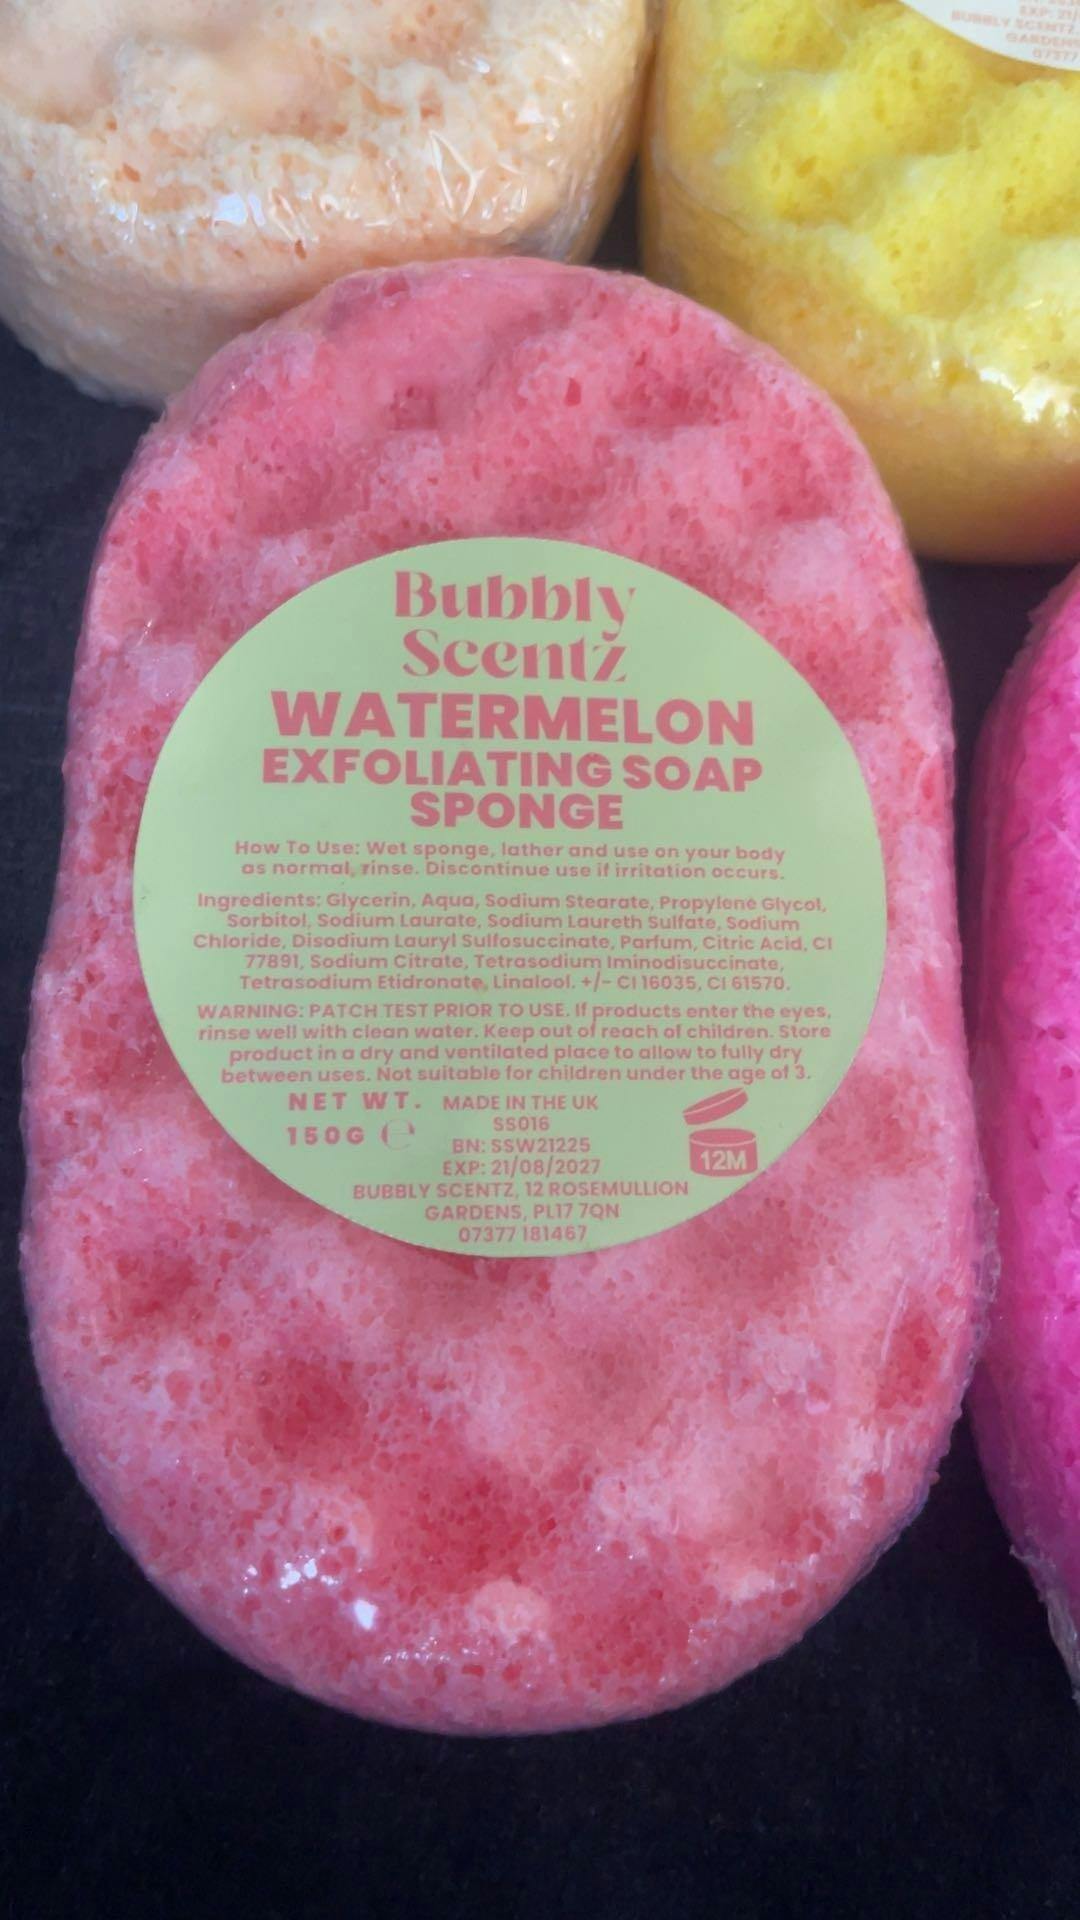 EXP: 21/
BUBBLY SCENTZ
GARDENS
07377
Bubbly
Scentz
WATERMELON
EXFOLIATING SOAP
SPONGE
How To Use: Wet sponge, lather and use on your body
as normal, rinse. Discontinue use if irritation occurs.
Ingredients: Glycerin, Aqua, Sodium Stearate, Propylene Glycol,
Sorbitol, Sodium Laurate, Sodium Laureth Sulfate, Sodium
Chloride, Disodium Lauryl Sulfosuccinate, Parfum, Citric Acid, CI
77891, Sodium Citrate, Tetrasodium Iminodisuccinate,
Tetrasodium Etidronate, Linalool. +/- CI 16035, CI 61570.
WARNING: PATCH TEST PRIOR TO USE. If products enter the eyes,
rinse well with clean water. Keep out of reach of children. Store
product in a dry and ventilated place to allow to fully dry
between uses. Not suitable for children under the age of 3.
NET WT.
150G ℮
MADE IN THE UK
SS016
BN: SSW21225
EXP: 21/08/2027
BUBBLY SCENTZ, 12 ROSEMULLION
GARDENS, PL17 7QN
07377 181467
12M